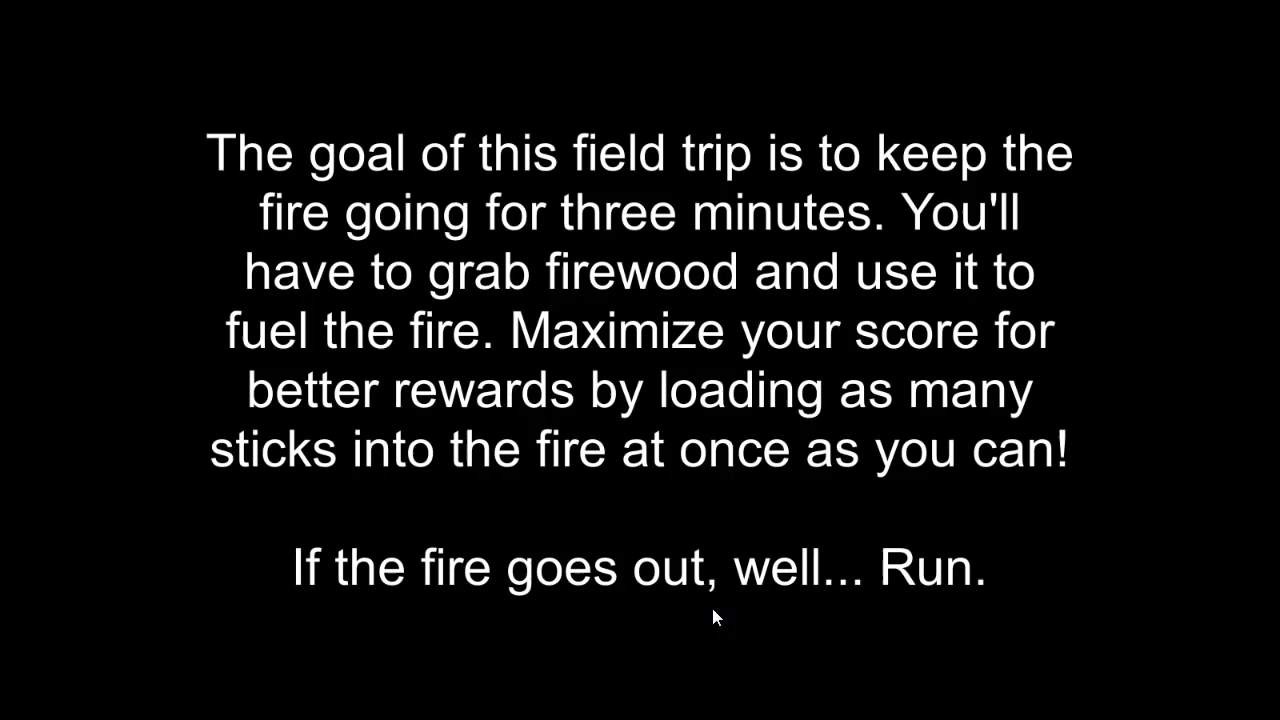 The goal of this field trip is to keep the
fire going for three minutes. You'll
have to grab firewood and use it to
fuel the fire. Maximize your score for
better rewards by loading as many
sticks into the fire at once as you can!
If the fire goes out, well... Run.